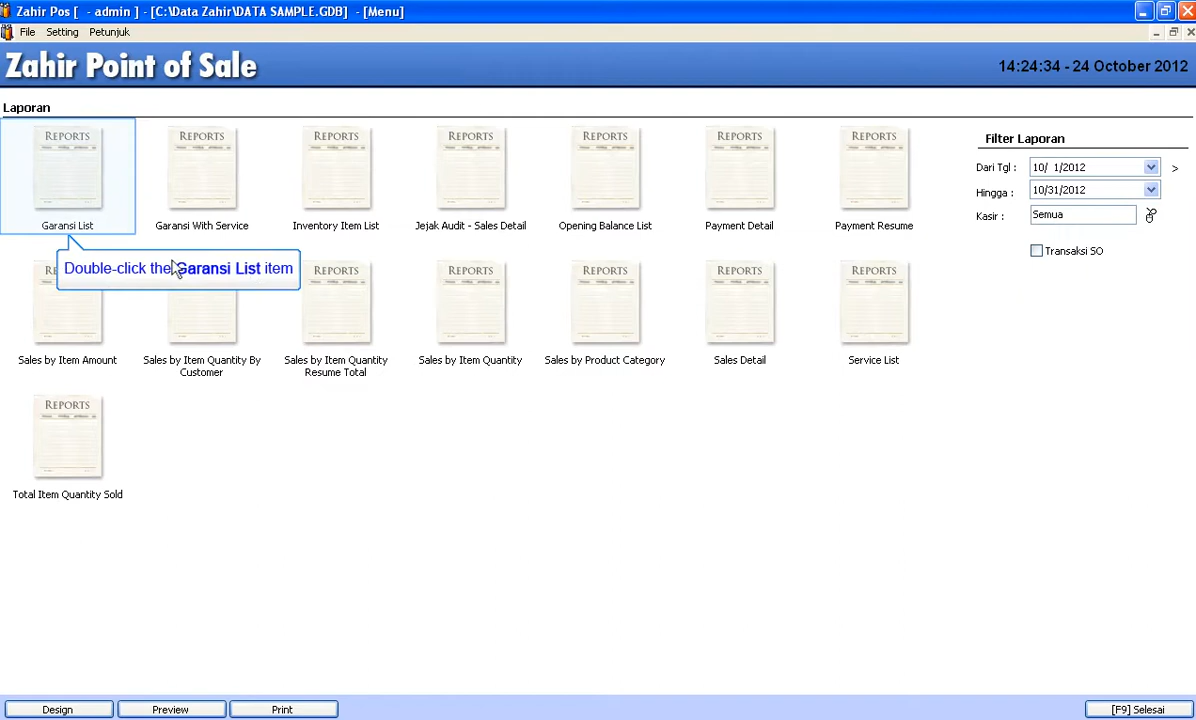 Zahir Pos [ - admin ] - [C:\Data Zahir\DATA SAMPLE.GDB] - [Menu]
File Setting Petunjuk
Zahir Point of Sale
14:24:34 - 24 October 2012
Laporan
REPORTS REPORTS REPORTS REPORTS REPORTS REPORTS REPORTS
Garansi List Garansi With Service Inventory Item List Jejak Audit - Sales Detail Opening Balance List Payment Detail Payment Resume
Filter Laporan
Dari Tgl : 10/ 1/2012 >
Hingga : 10/31/2012
Kasir : Semua
Transaksi SO
Double-click the Garansi List item
REPORTS REPORTS REPORTS REPORTS REPORTS
Sales by Item Amount Sales by Item Quantity By Sales by Item Quantity Sales by Item Quantity Sales by Product Category Sales Detail Service List
Customer Resume Total
REPORTS
Total Item Quantity Sold
Design Preview Print [F9] Selesai